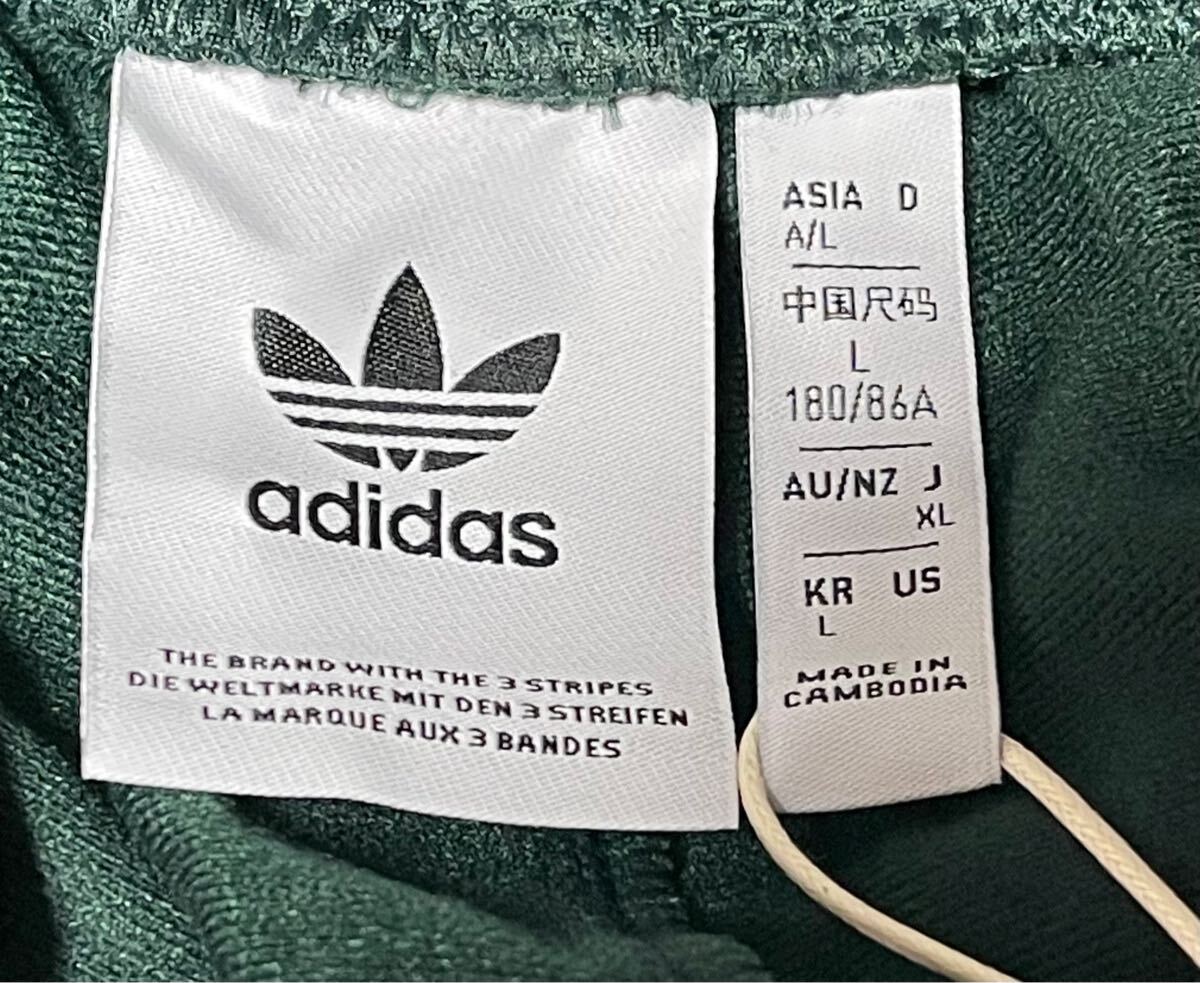 adidas
THE BRAND WITH THE 3 STRIPES
DIE WELTMARKE MIT DEN 3 STREIFEN
LA MARQUE AUX 3 BANDES
ASIA D
A/L
中国尺码
L
180/86A
AU/NZ J
XL
KR US
L
MADE IN
CAMBODIA